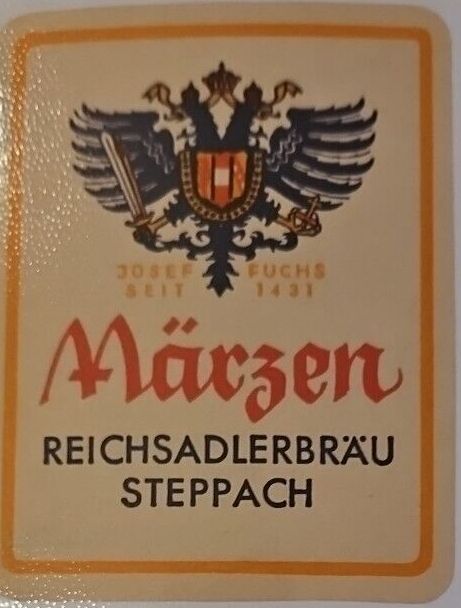 JOSEF FUCHS
SEIT 1431
Märzen
REICHSADLERBRÄU
STEPPACH